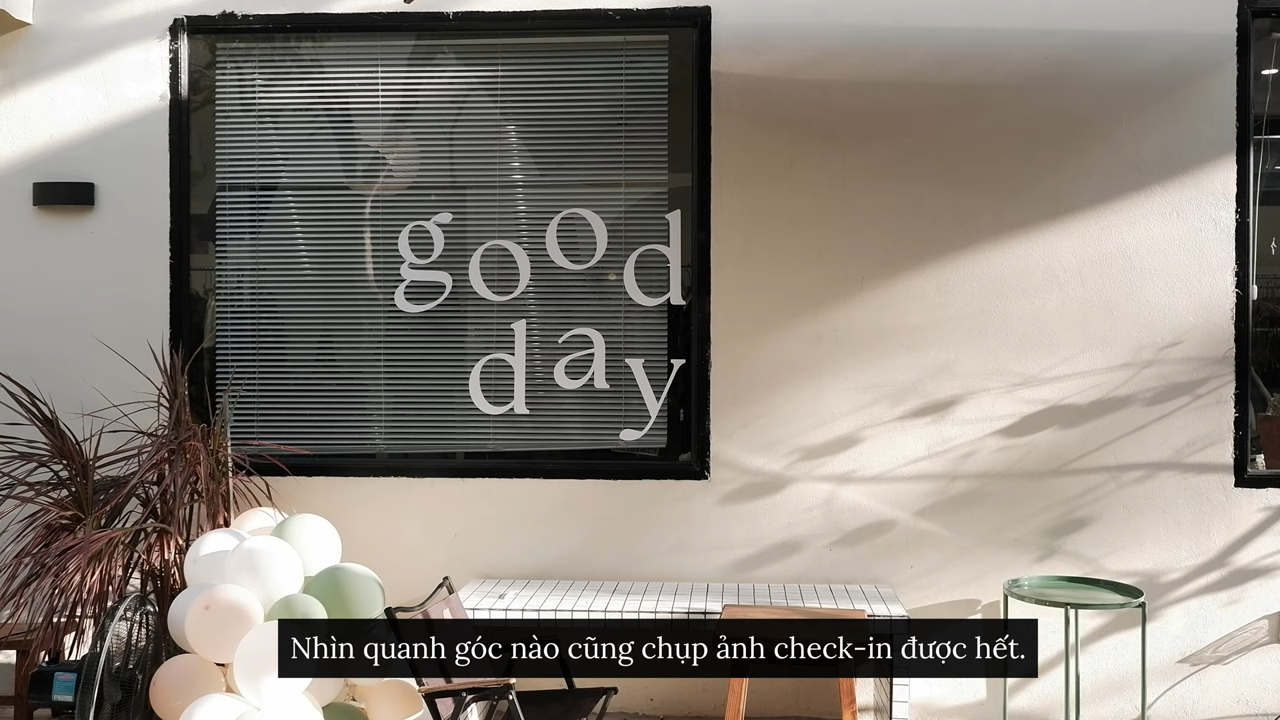 good
day
Nhìn quanh góc nào cũng chụp ảnh check-in được hết.